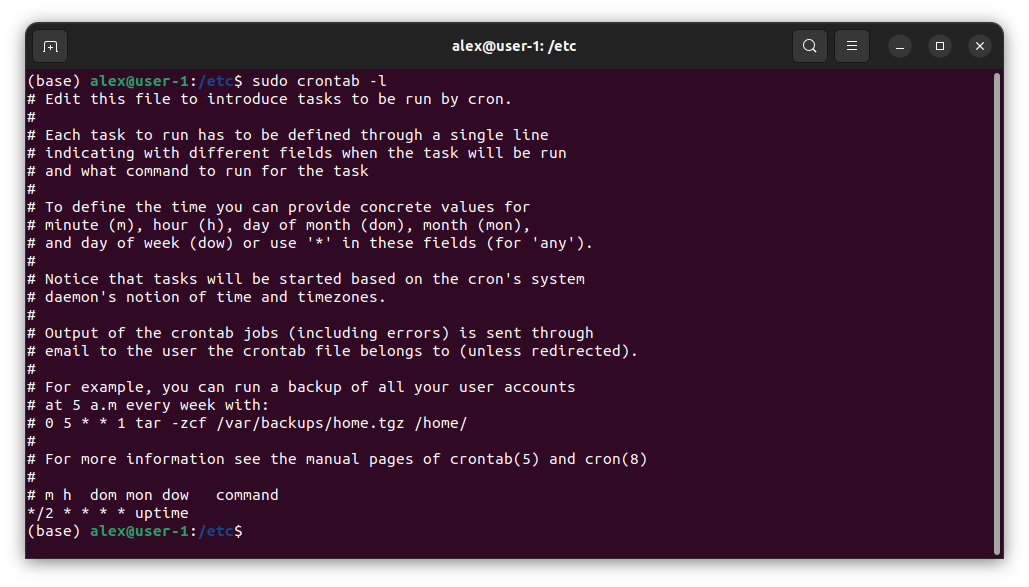 alex@user-1: /etc
(base) alex@user-1:/etc$ sudo crontab -l
# Edit this file to introduce tasks to be run by cron.
#
# Each task to run has to be defined through a single line
# indicating with different fields when the task will be run
# and what command to run for the task
#
# To define the time you can provide concrete values for
# minute (m), hour (h), day of month (dom), month (mon),
# and day of week (dow) or use '*' in these fields (for 'any').
#
# Notice that tasks will be started based on the cron's system
# daemon's notion of time and timezones.
#
# Output of the crontab jobs (including errors) is sent through
# email to the user the crontab file belongs to (unless redirected).
#
# For example, you can run a backup of all your user accounts
# at 5 a.m every week with:
# 0 5 * * 1 tar -zcf /var/backups/home.tgz /home/
#
# For more information see the manual pages of crontab(5) and cron(8)
#
# m h  dom mon dow   command
*/2 * * * * uptime
(base) alex@user-1:/etc$